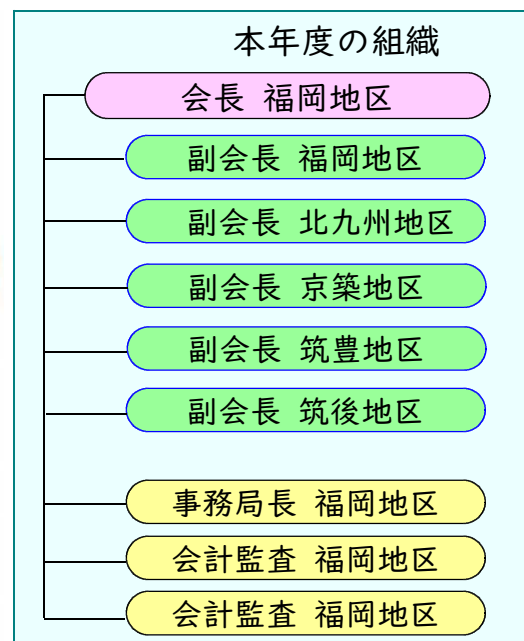 本年度の組織
会長 福岡地区
副会長 福岡地区
副会長 北九州地区
副会長 京築地区
副会長 筑豊地区
副会長 筑後地区
事務局長 福岡地区
会計監査 福岡地区
会計監査 福岡地区